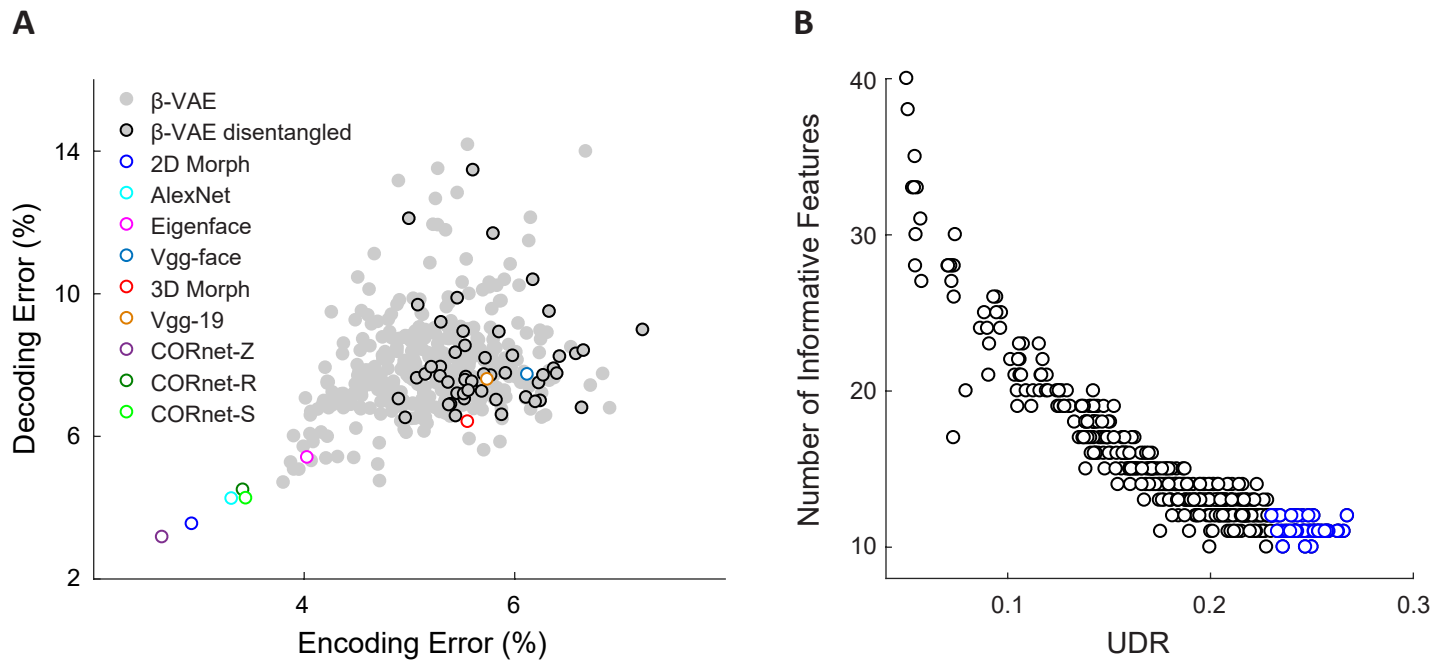 A
β-VAE
β-VAE disentangled
2D Morph
AlexNet
Eigenface
Vgg-face
3D Morph
Vgg-19
CORnet-Z
CORnet-R
CORnet-S
14
10
6
2
4
6
Decoding Error (%)
Encoding Error (%)
B
40
30
20
10
0.1
0.2
0.3
Number of Informative Features
UDR